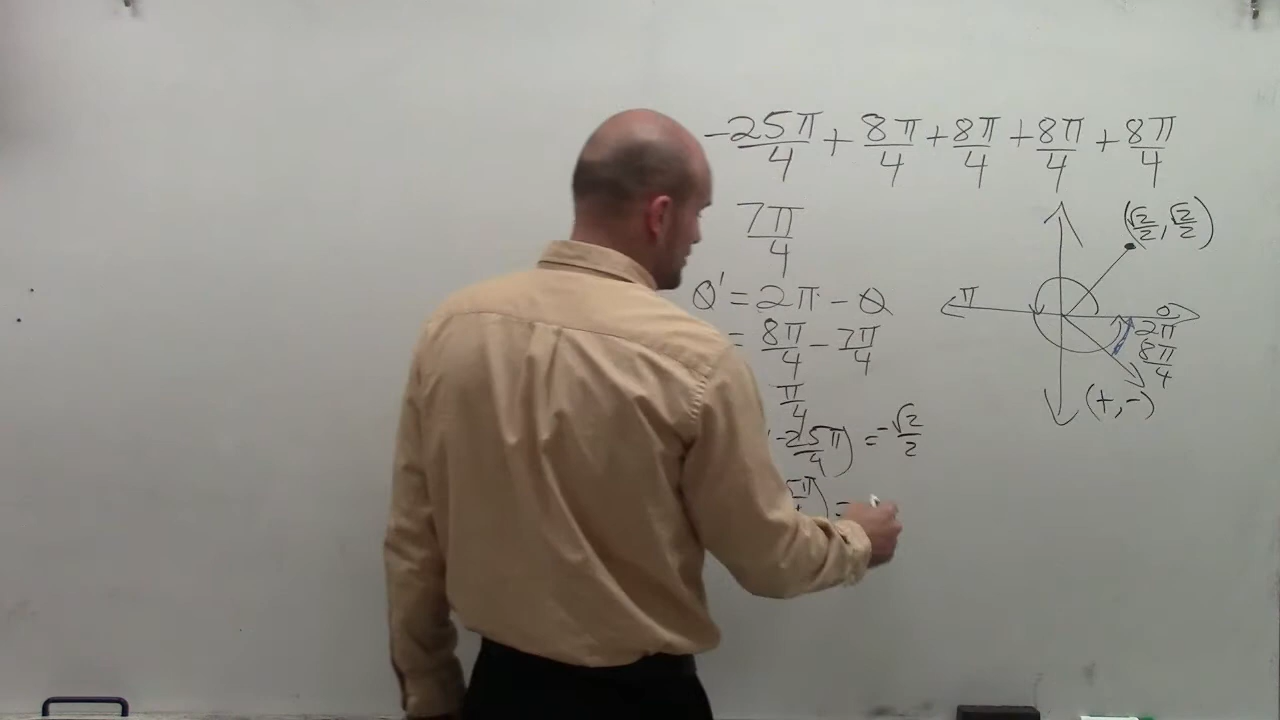 -25π/4 + 8π/4 + 8π/4 + 8π/4 + 8π/4
7π/4
θ' = 2π - θ
= 8π/4 - 7π/4
π/4
-25π/4) = -√2/2
5π) =
(√2/2, √2/2)
π
0
2π
8π/4
(+, -)